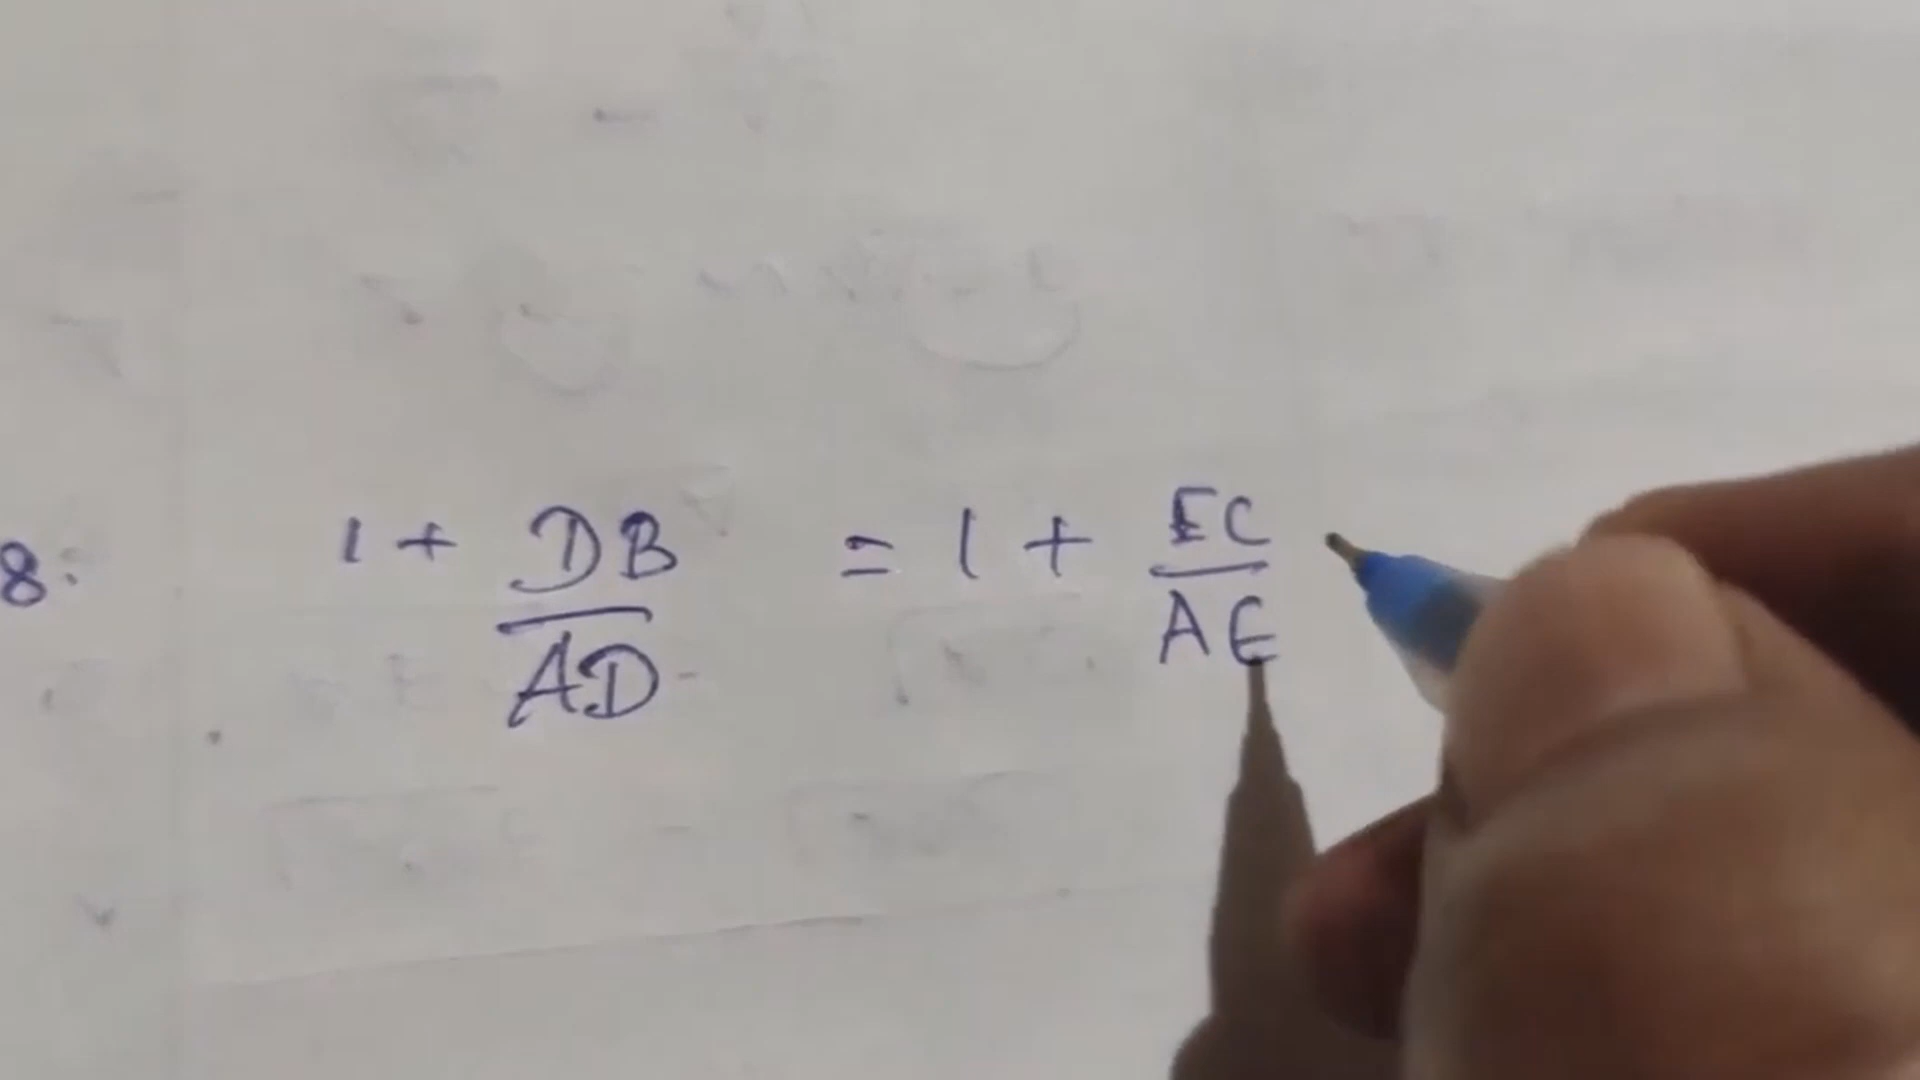 8: 1 + DB/AD = 1 + EC/AE